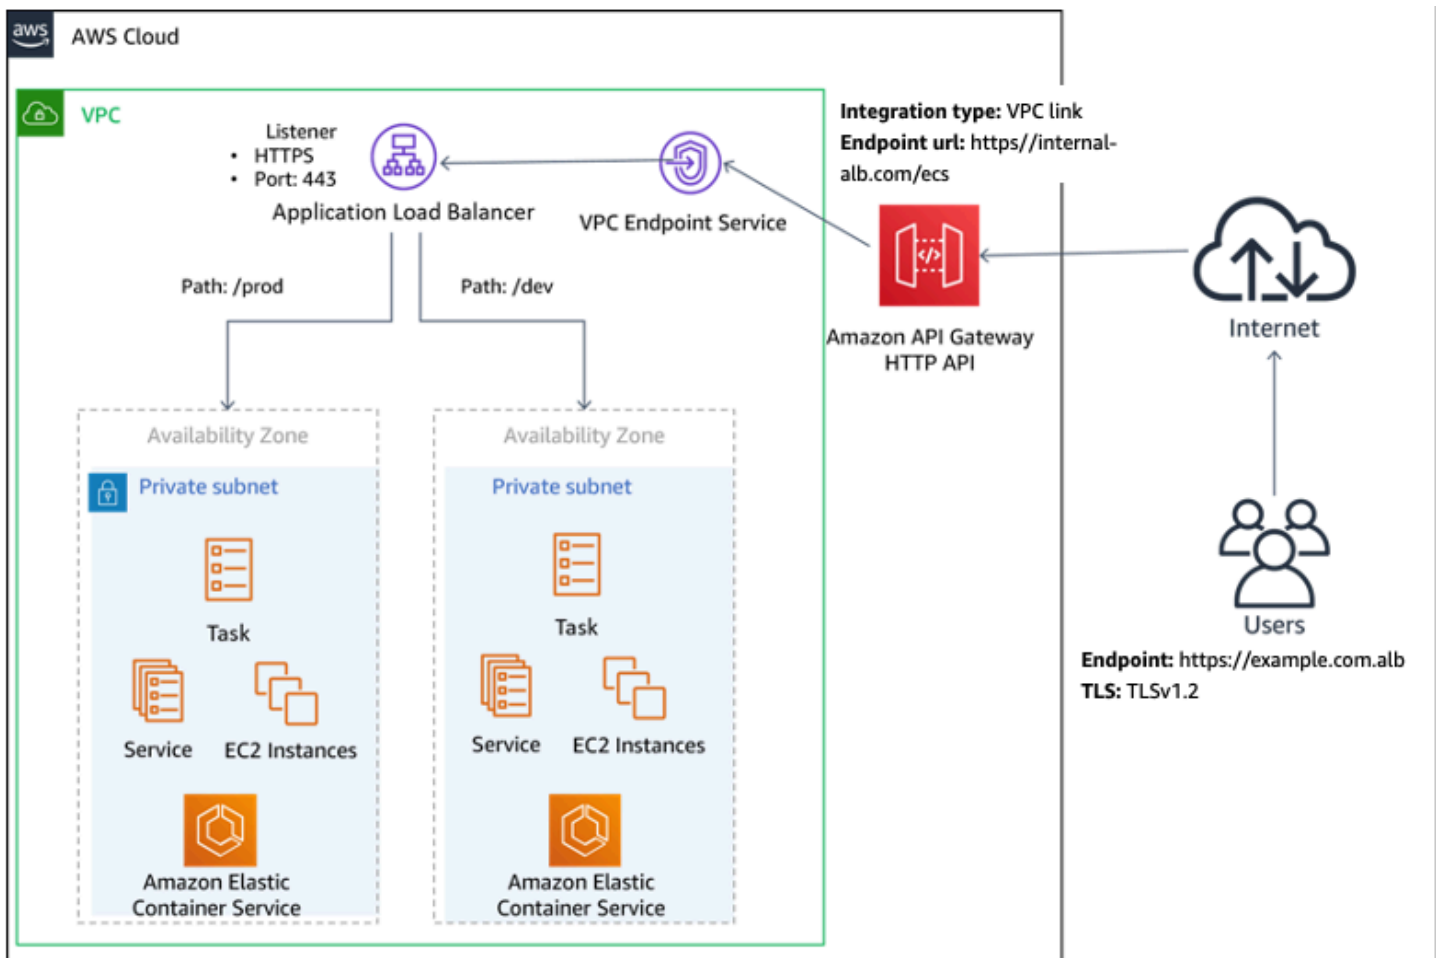 aws
AWS Cloud
VPC
Listener
• HTTPS
• Port: 443
Application Load Balancer
VPC Endpoint Service
Integration type: VPC link
Endpoint url: https//internal-
alb.com/ecs
</>
Amazon API Gateway
HTTP API
Internet
Path: /prod
Path: /dev
Availability Zone
Private subnet
Task
Service
EC2 Instances
Amazon Elastic
Container Service
Availability Zone
Private subnet
Task
Service
EC2 Instances
Amazon Elastic
Container Service
Users
Endpoint: https://example.com.alb
TLS: TLSv1.2